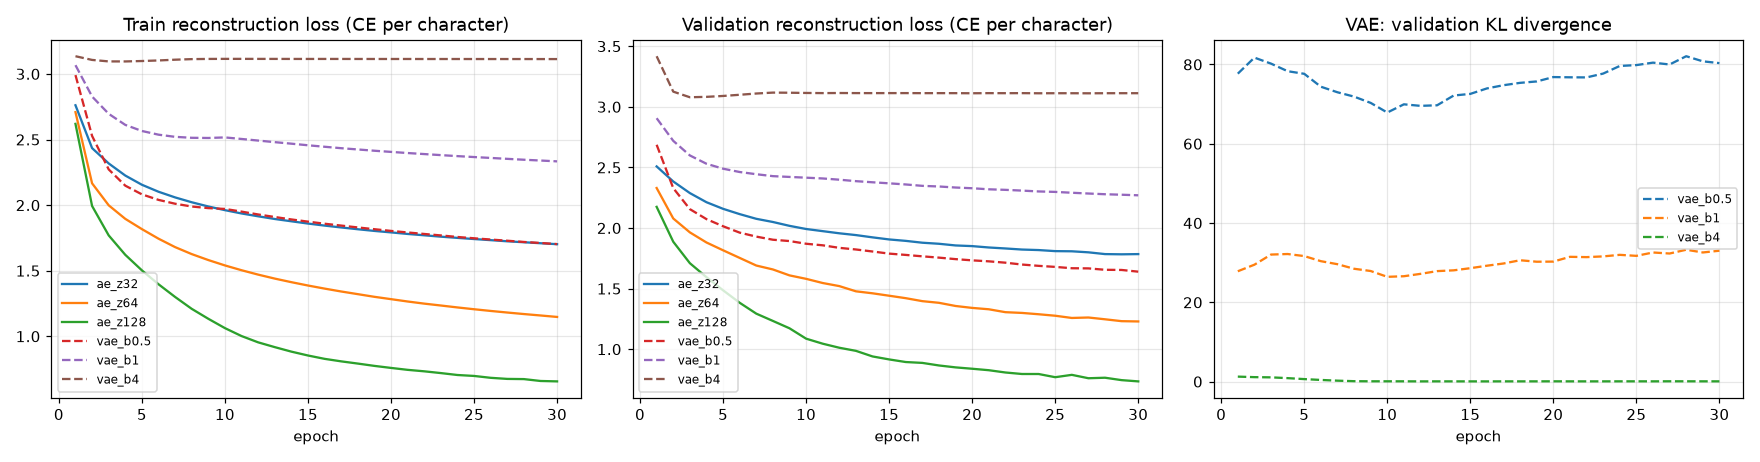 Train reconstruction loss (CE per character)
3.0
2.5
2.0
1.5
1.0
ae_z32
ae_z64
ae_z128
vae_b0.5
vae_b1
vae_b4
0 5 10 15 20 25 30
epoch
Validation reconstruction loss (CE per character)
3.5
3.0
2.5
2.0
1.5
1.0
ae_z32
ae_z64
ae_z128
vae_b0.5
vae_b1
vae_b4
0 5 10 15 20 25 30
epoch
VAE: validation KL divergence
80
60
40
20
0
vae_b0.5
vae_b1
vae_b4
0 5 10 15 20 25 30
epoch